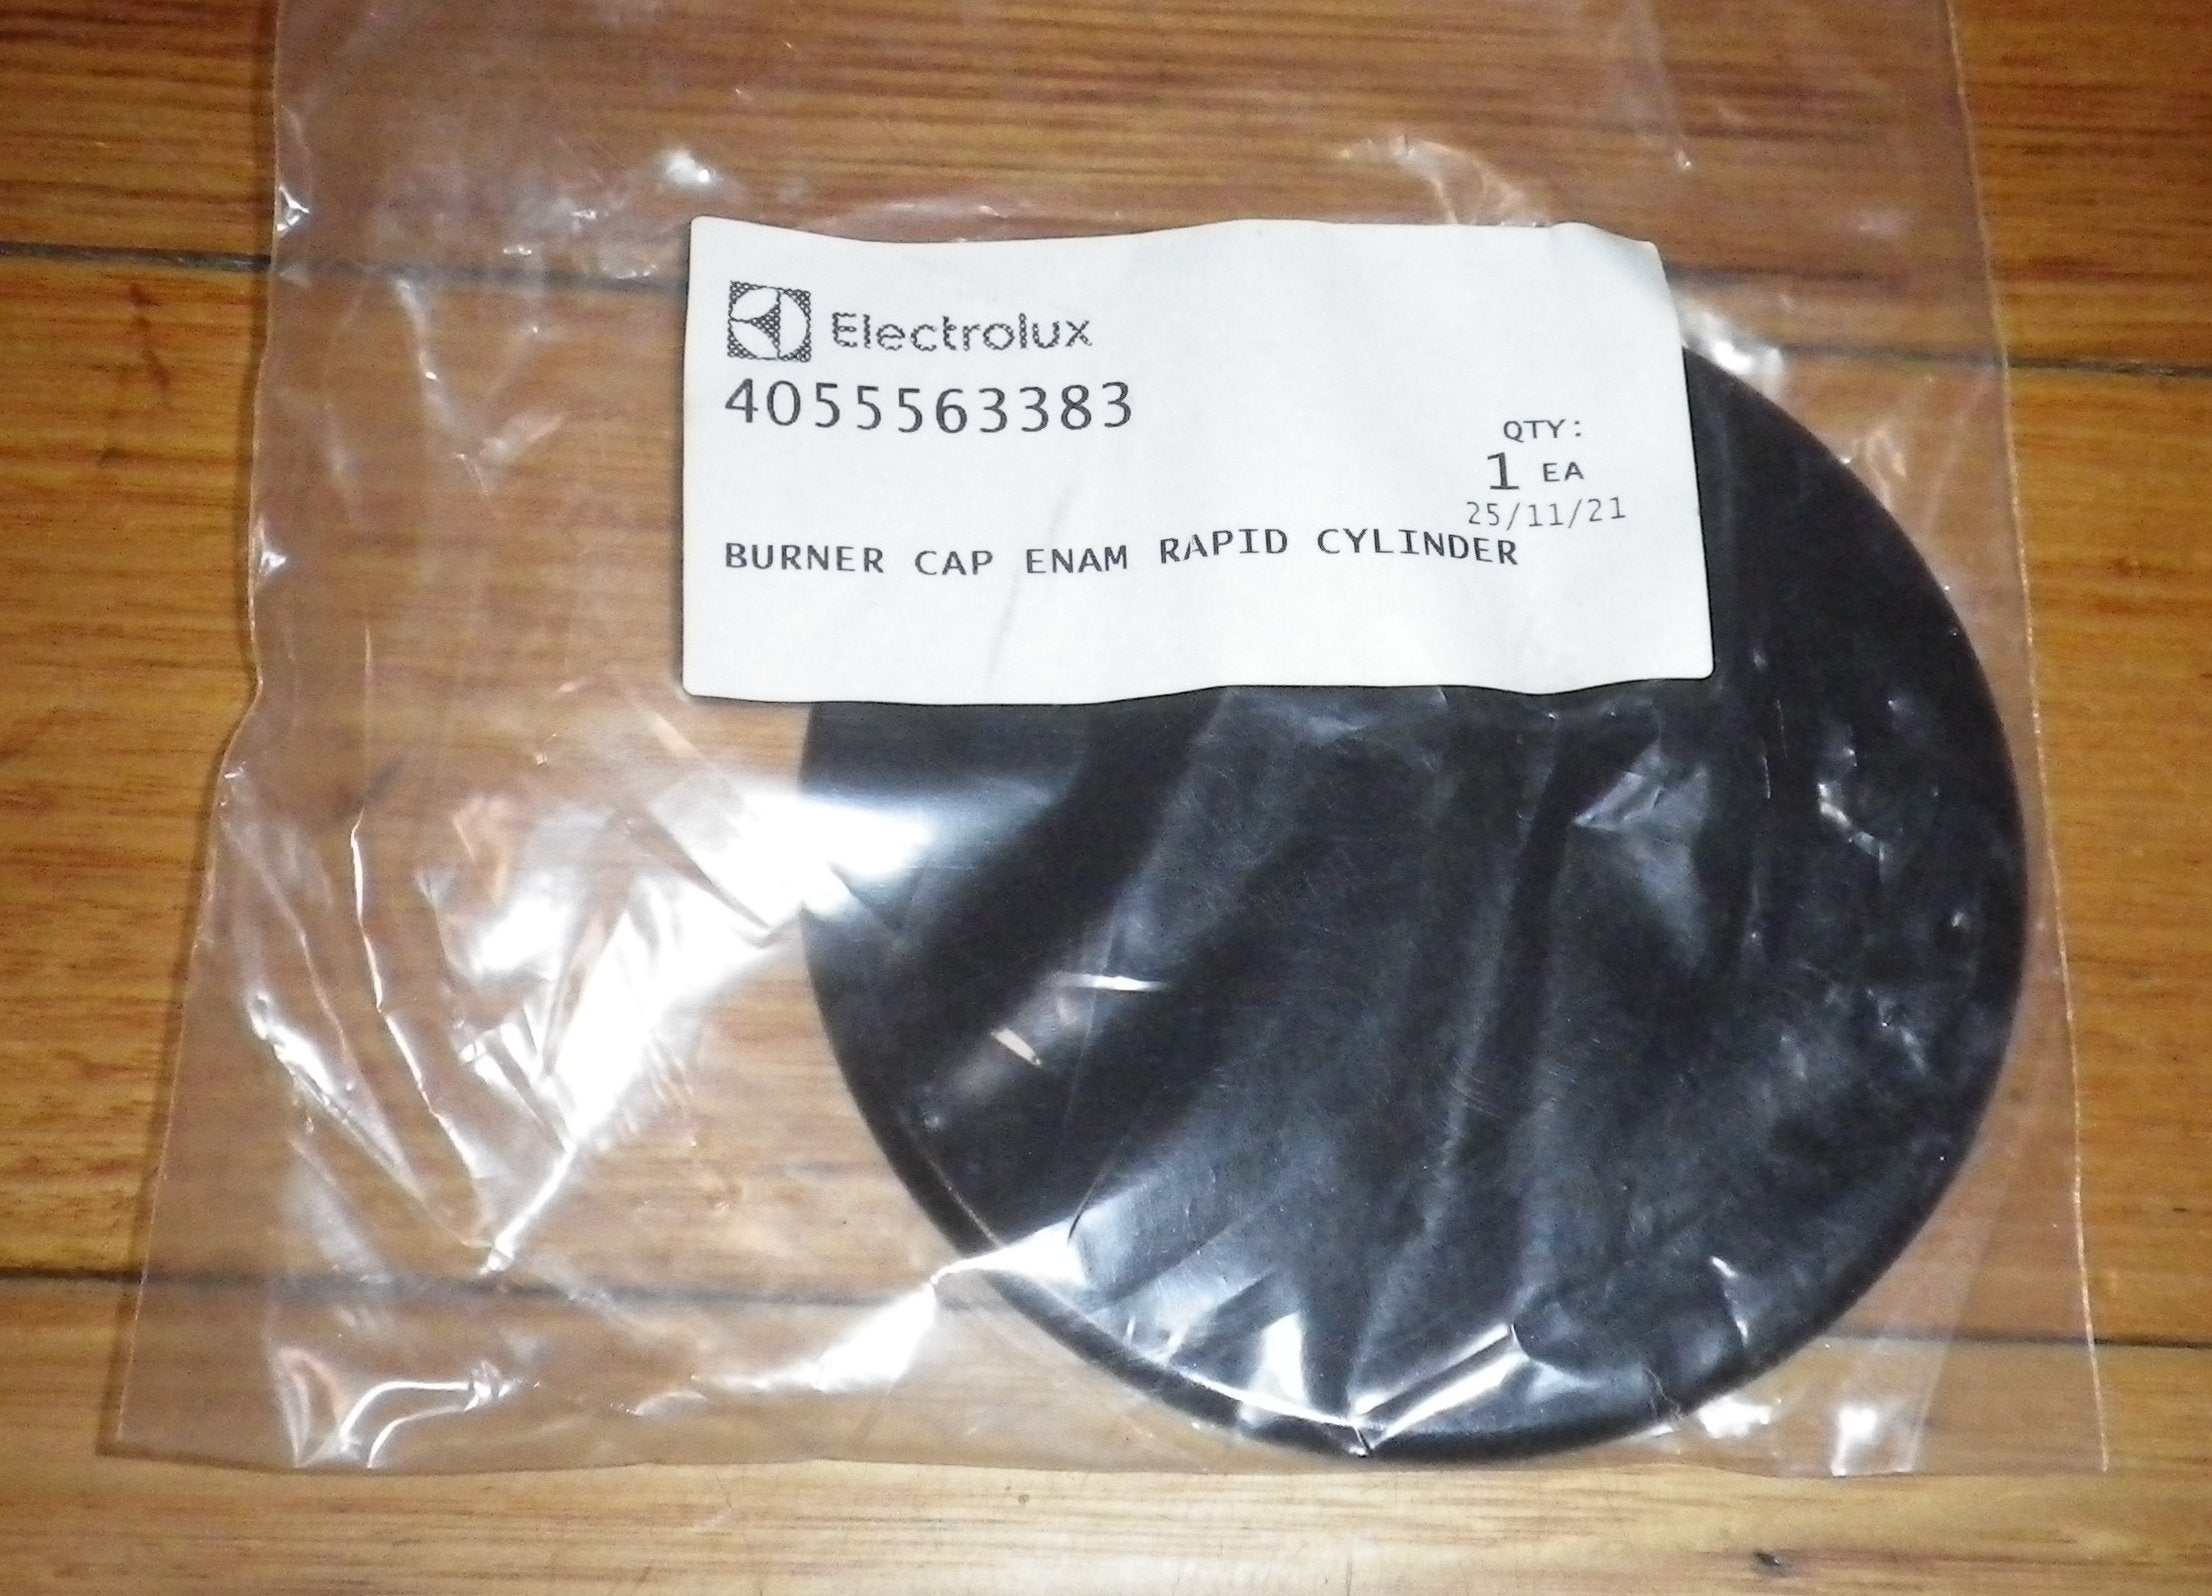 Electrolux
4055563383
QTY:
1 EA
25/11/21
BURNER CAP ENAM RAPID CYLINDER